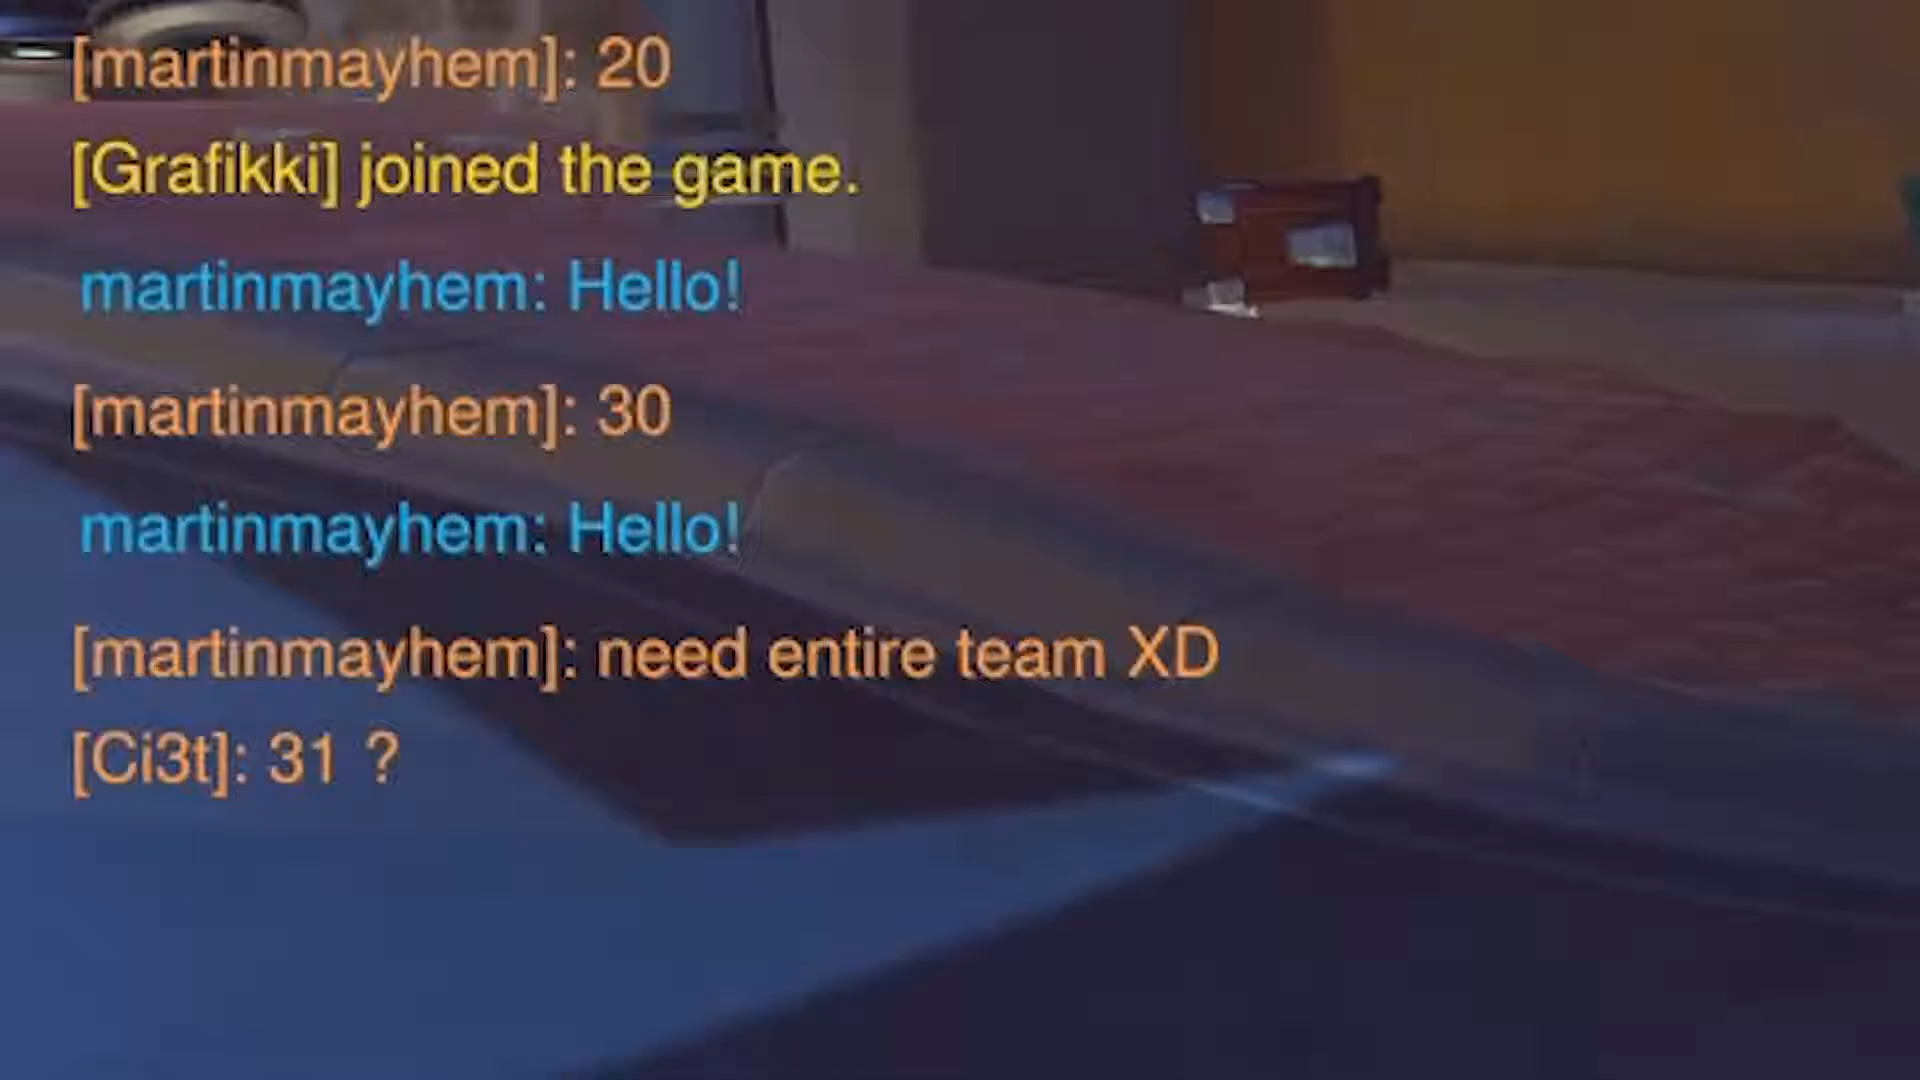 [martinmayhem]: 20
[Grafikki] joined the game.
martinmayhem: Hello!
[martinmayhem]: 30
martinmayhem: Hello!
[martinmayhem]: need entire team XD
[Ci3t]: 31 ?